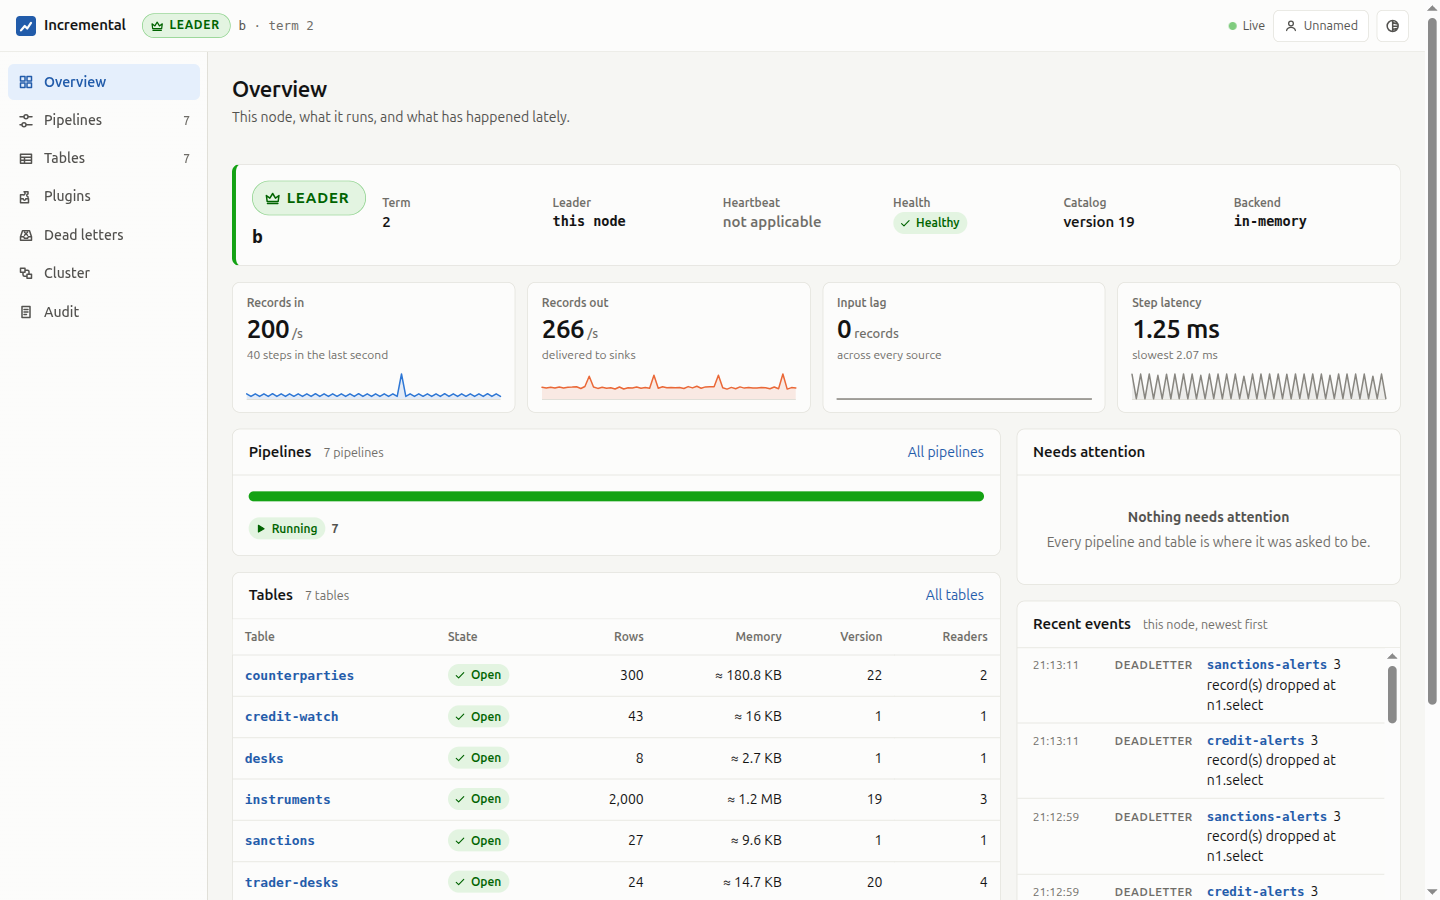 Incremental
LEADER
b · term 2
Live
Unnamed
Overview
Pipelines 7
Tables 7
Plugins
Dead letters
Cluster
Audit
Overview
This node, what it runs, and what has happened lately.
LEADER
b
Term
2
Leader
this node
Heartbeat
not applicable
Health
Healthy
Catalog
version 19
Backend
in-memory
Records in
200 /s
40 steps in the last second
Records out
266 /s
delivered to sinks
Input lag
0 records
across every source
Step latency
1.25 ms
slowest 2.07 ms
Pipelines 7 pipelines All pipelines
Running 7
Needs attention
Nothing needs attention
Every pipeline and table is where it was asked to be.
Tables 7 tables All tables
Table State Rows Memory Version Readers
counterparties Open 300 ≈ 180.8 KB 22 2
credit-watch Open 43 ≈ 16 KB 1 1
desks Open 8 ≈ 2.7 KB 1 1
instruments Open 2,000 ≈ 1.2 MB 19 3
sanctions Open 27 ≈ 9.6 KB 1 1
trader-desks Open 24 ≈ 14.7 KB 20 4
Recent events this node, newest first
21:13:11 DEADLETTER sanctions-alerts 3
record(s) dropped at
n1.select
21:13:11 DEADLETTER credit-alerts 3
record(s) dropped at
n1.select
21:12:59 DEADLETTER sanctions-alerts 3
record(s) dropped at
n1.select
21:12:59 DEADLETTER credit-alerts 3